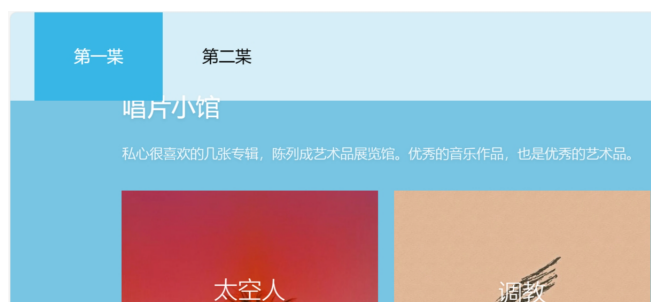 第一枼 第二枼
唱片小馆
私心很喜欢的几张专辑，陈列成艺术品展览馆。优秀的音乐作品，也是优秀的艺术品。
太空人 调教